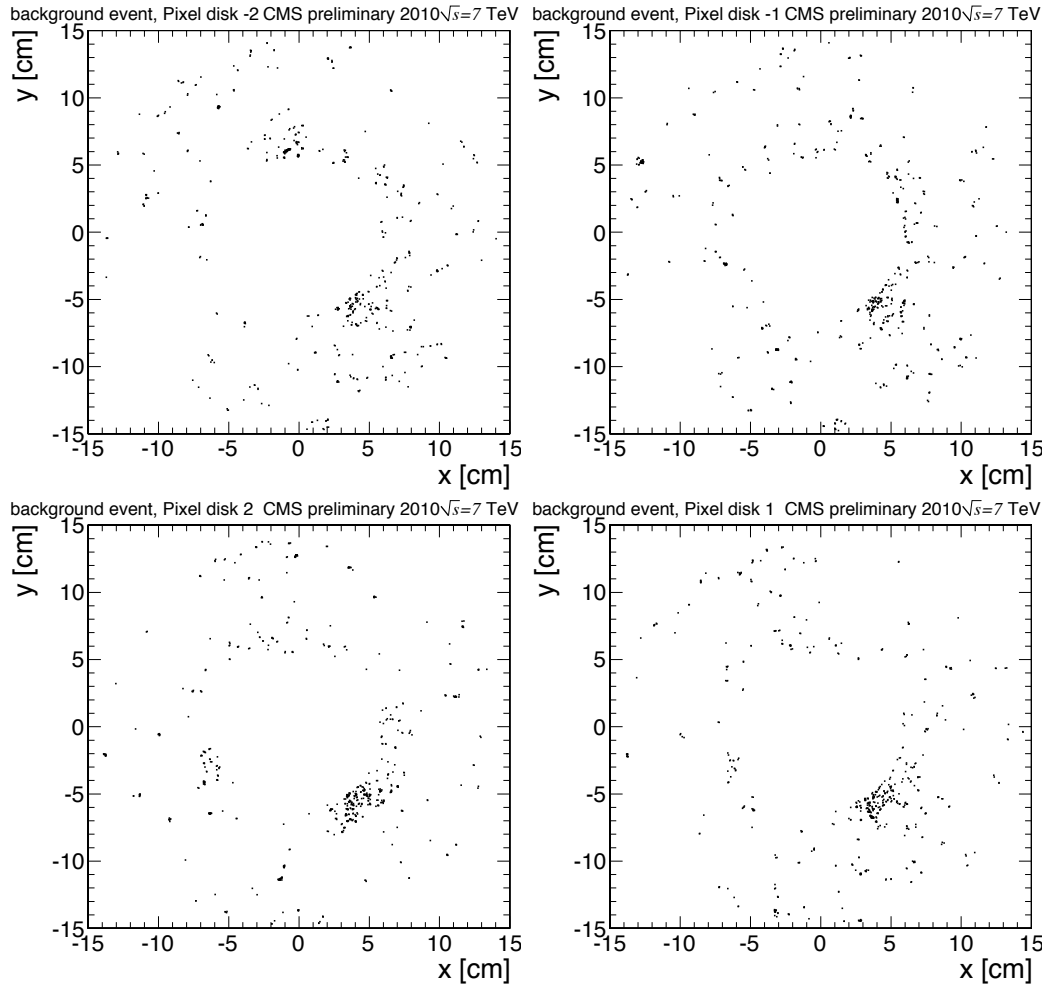 background event, Pixel disk -2 CMS preliminary 2010√s=7 TeV
y [cm]
15
10
5
0
-5
-10
-15
-15 -10 -5 0 5 10 15
x [cm]
background event, Pixel disk -1 CMS preliminary 2010√s=7 TeV
y [cm]
15
10
5
0
-5
-10
-15
-15 -10 -5 0 5 10 15
x [cm]
background event, Pixel disk 2 CMS preliminary 2010√s=7 TeV
y [cm]
15
10
5
0
-5
-10
-15
-15 -10 -5 0 5 10 15
x [cm]
background event, Pixel disk 1 CMS preliminary 2010√s=7 TeV
y [cm]
15
10
5
0
-5
-10
-15
-15 -10 -5 0 5 10 15
x [cm]